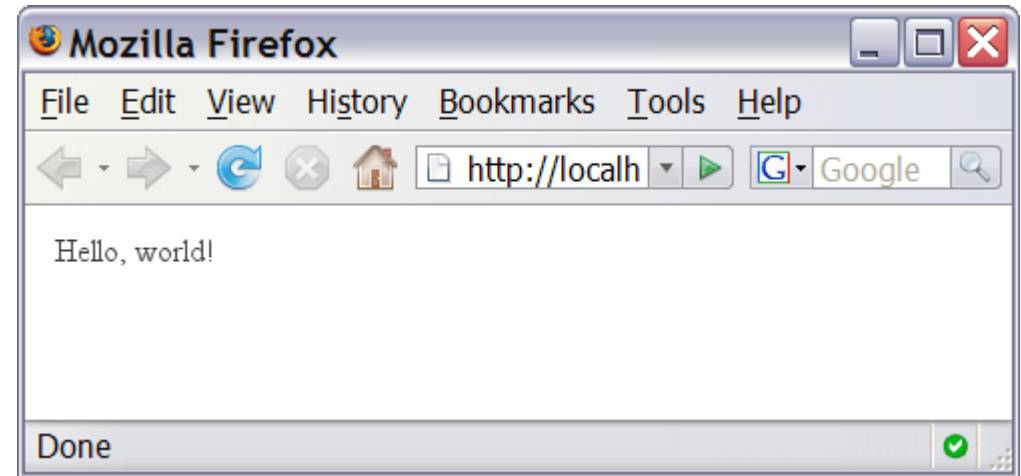 Mozilla Firefox
File Edit View History Bookmarks Tools Help
http://localh G Google
Hello, world!
Done